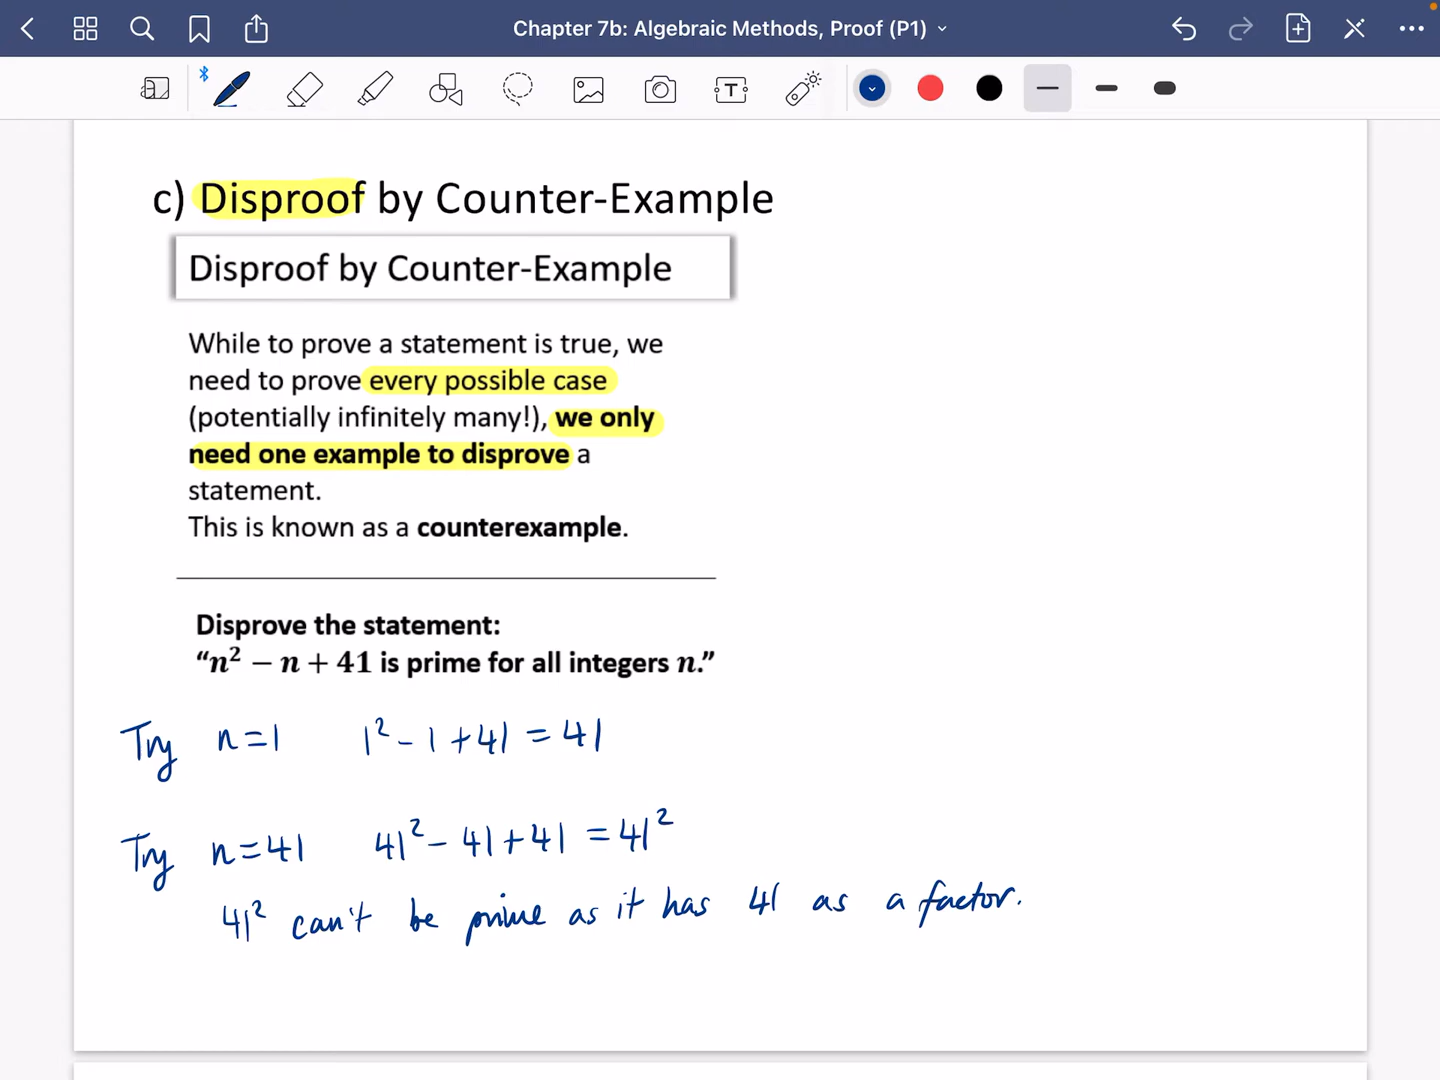 Chapter 7b: Algebraic Methods, Proof (P1)
c) Disproof by Counter-Example
Disproof by Counter-Example
While to prove a statement is true, we
need to prove every possible case
(potentially infinitely many!), we only
need one example to disprove a
statement.
This is known as a counterexample.
Disprove the statement:
“n² − n + 41 is prime for all integers n.”
Try n=1 1² - 1 + 41 = 41
Try n=41 41² - 41 + 41 = 41²
41² can't be prime as it has 41 as a factor.